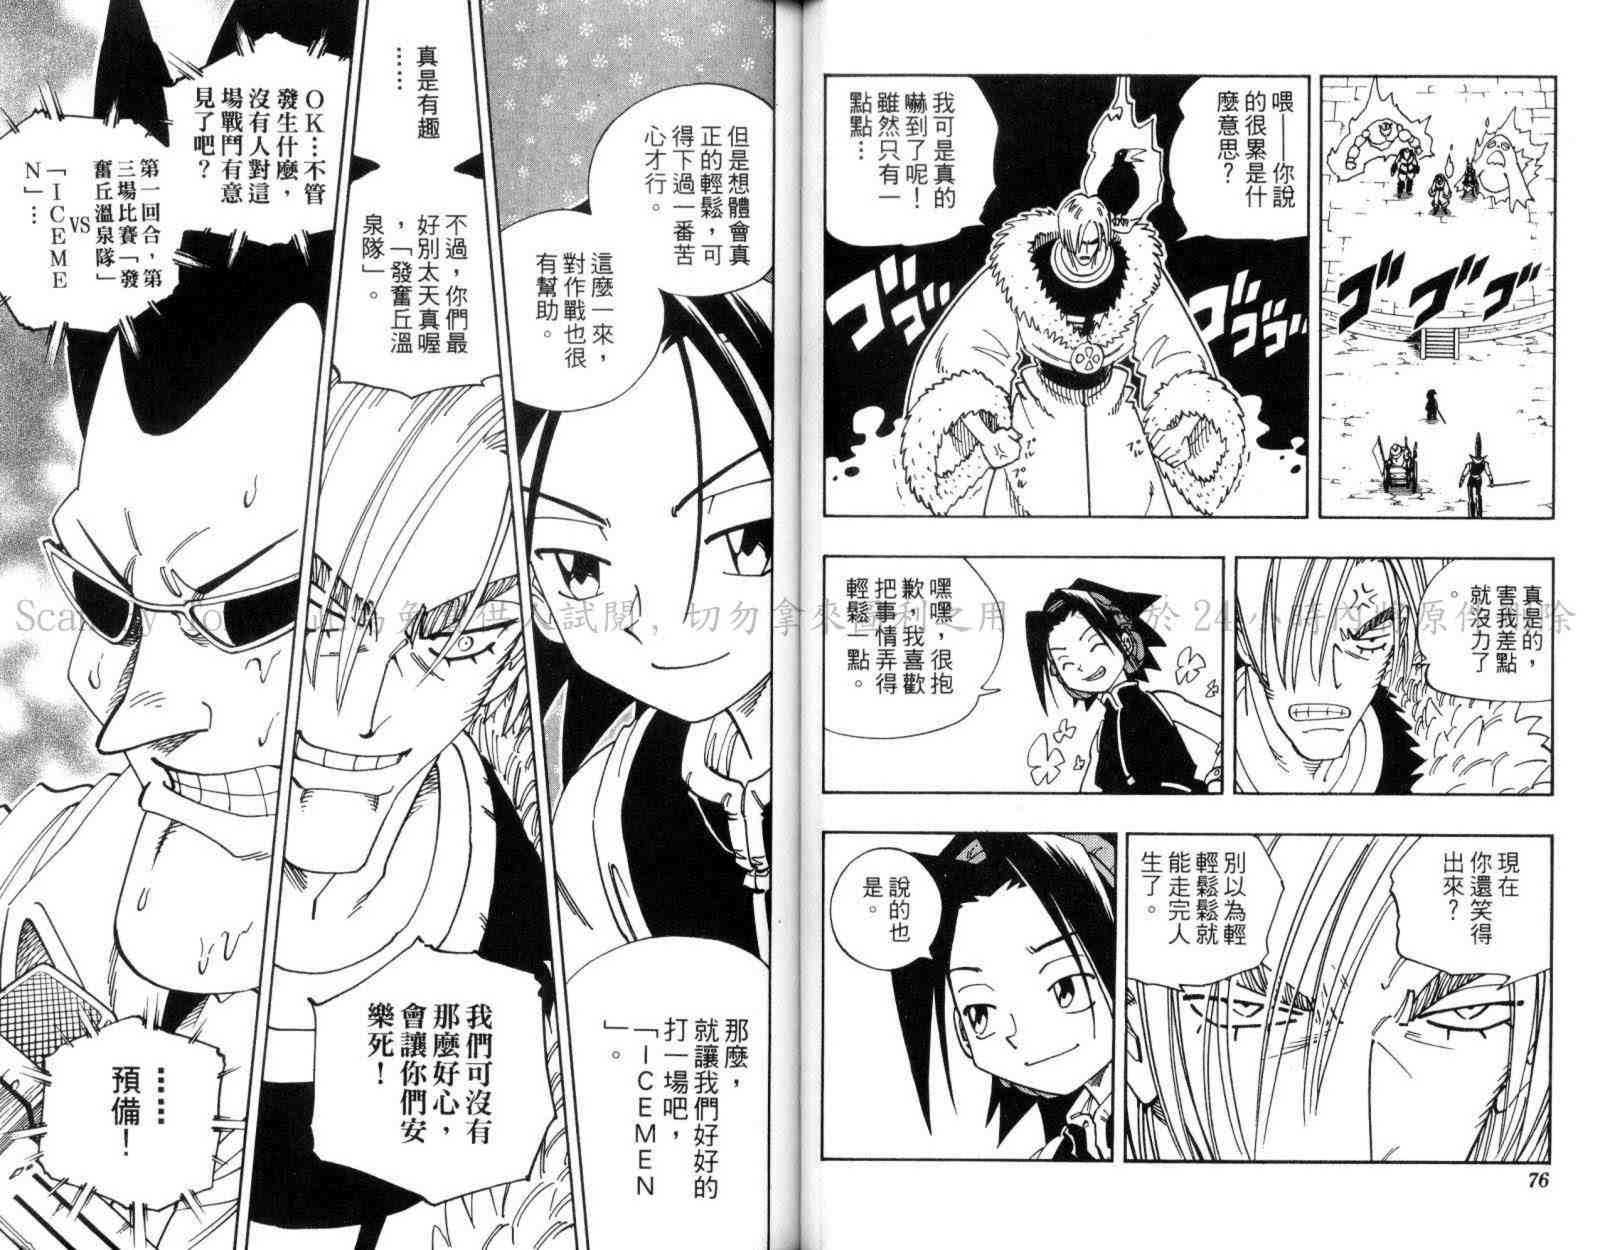 喂——你說
的很累是什
麼意思？
我可是真的
嚇到了呢！
雖然只有一
點點…
ゴゴゴ
ゴゴ
ゴゴゴ
真是的，
害我差點
就沒力了
。
嘿嘿，很抱
歉，我喜歡
把事情弄得
輕鬆一點。
現在
你還笑得
出來？
別以為輕
輕鬆鬆就
能走完人
生了。
說的也
是。
76
但是想體會真
正的輕鬆，可
得下過一番苦
心才行。
這麼一來，
對作戰也很
有幫助。
那麼，
就讓我們好好的
打一場吧，
「ICEMEN
」。
真是有趣
……
不過，你們最
好別太天真喔
，「發奮丘溫
泉隊」。
我們可沒有
那麼好心，
會讓你們安
樂死！
OK…不管
發生什麼，
沒有人對這
場戰鬥有意
見了吧？
第一回合，第
三場比賽「發
奮丘溫泉隊」
VS
「ICEME
N」…
………
預備！